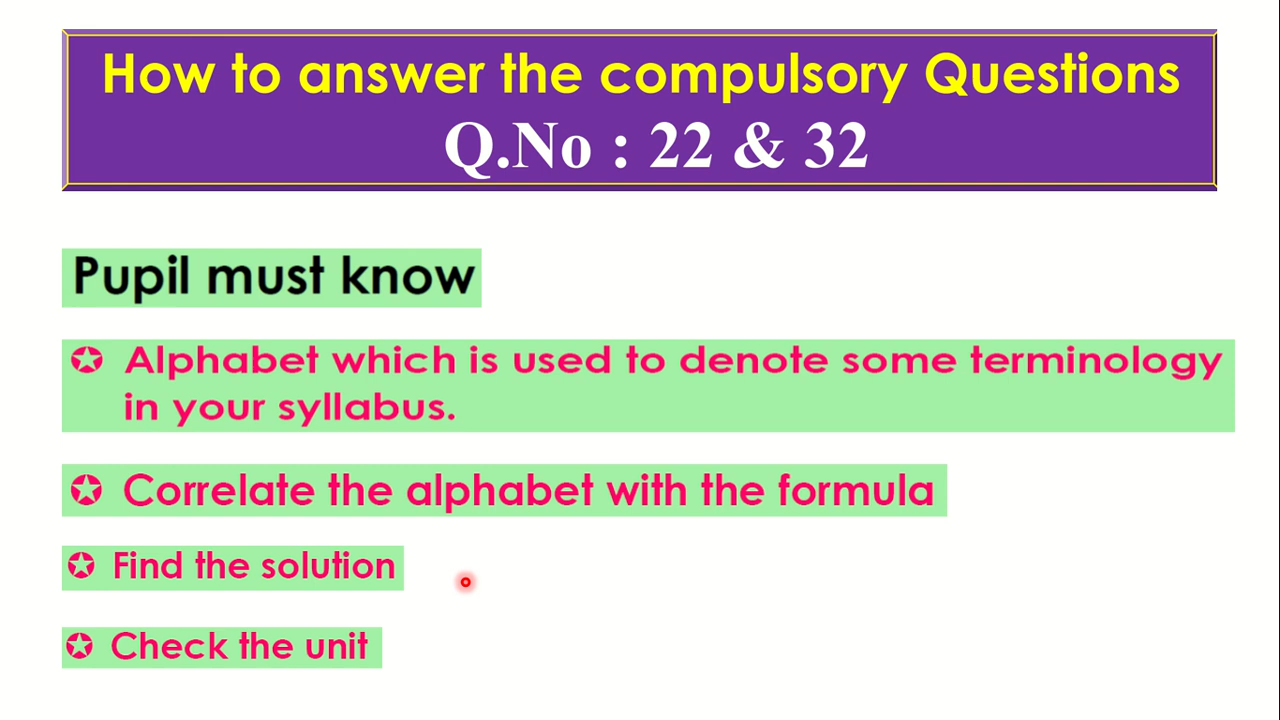 How to answer the compulsory Questions
Q.No : 22 & 32
Pupil must know
✪ Alphabet which is used to denote some terminology
in your syllabus.
✪ Correlate the alphabet with the formula
✪ Find the solution
✪ Check the unit